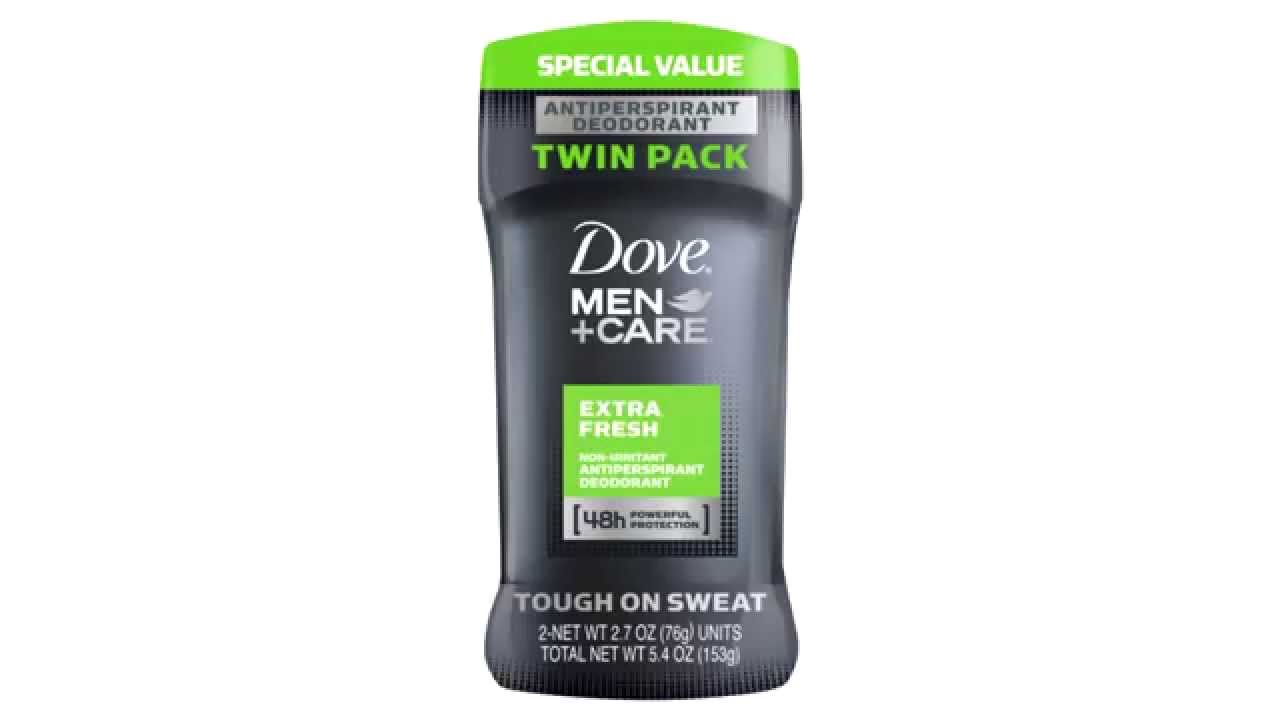 SPECIAL VALUE
ANTIPERSPIRANT
DEODORANT
TWIN PACK
Dove
MEN
+CARE
EXTRA
FRESH
NON-IRRITANT
ANTIPERSPIRANT
DEODORANT
[48h POWERFUL
PROTECTION]
TOUGH ON SWEAT
2-NET WT 2.7 OZ (76g) UNITS
TOTAL NET WT 5.4 OZ (153g)